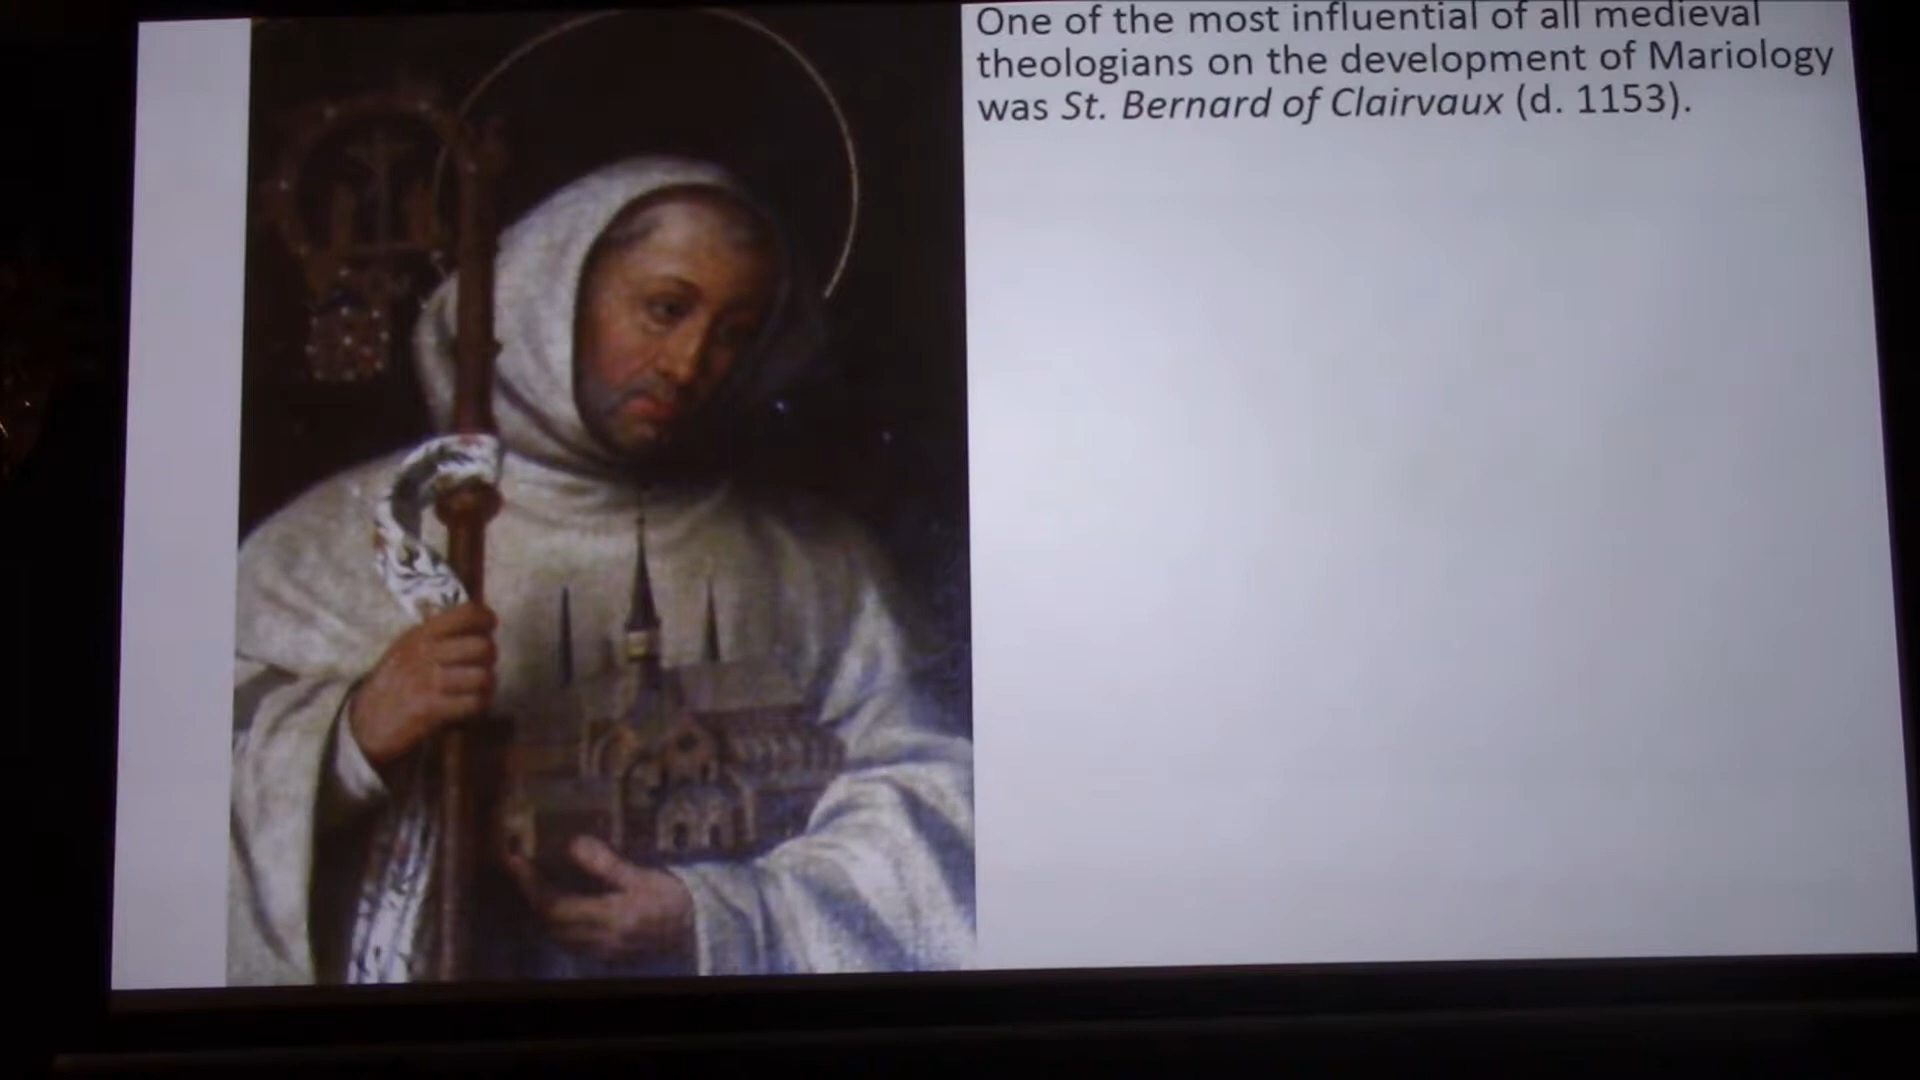 One of the most influential of all medieval
theologians on the development of Mariology
was St. Bernard of Clairvaux (d. 1153).